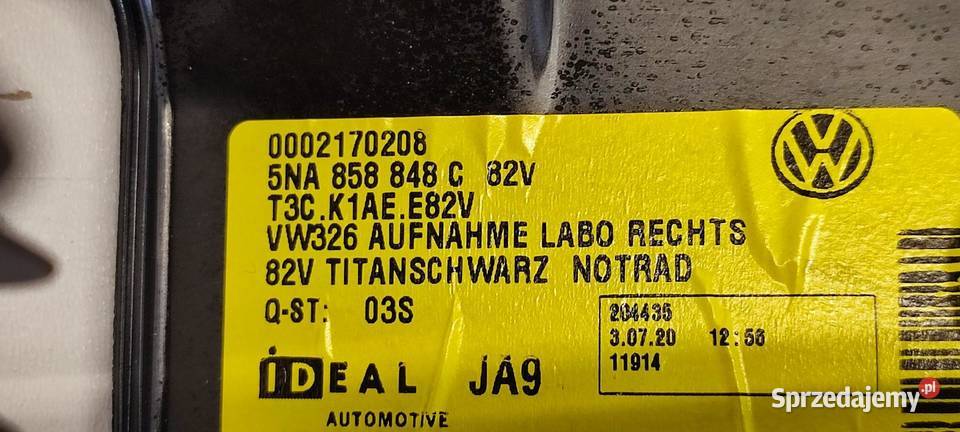 0002170208
5NA 858 848 C 82V
T3C.K1AE.E82V
VW326 AUFNAHME LABO RECHTS
82V TITANSCHWARZ NOTRAD
Q-ST: 03S
204435
3.07.20 12:56
11914
iDEAL JA9
AUTOMOTIVE
Sprzedajemy.pl